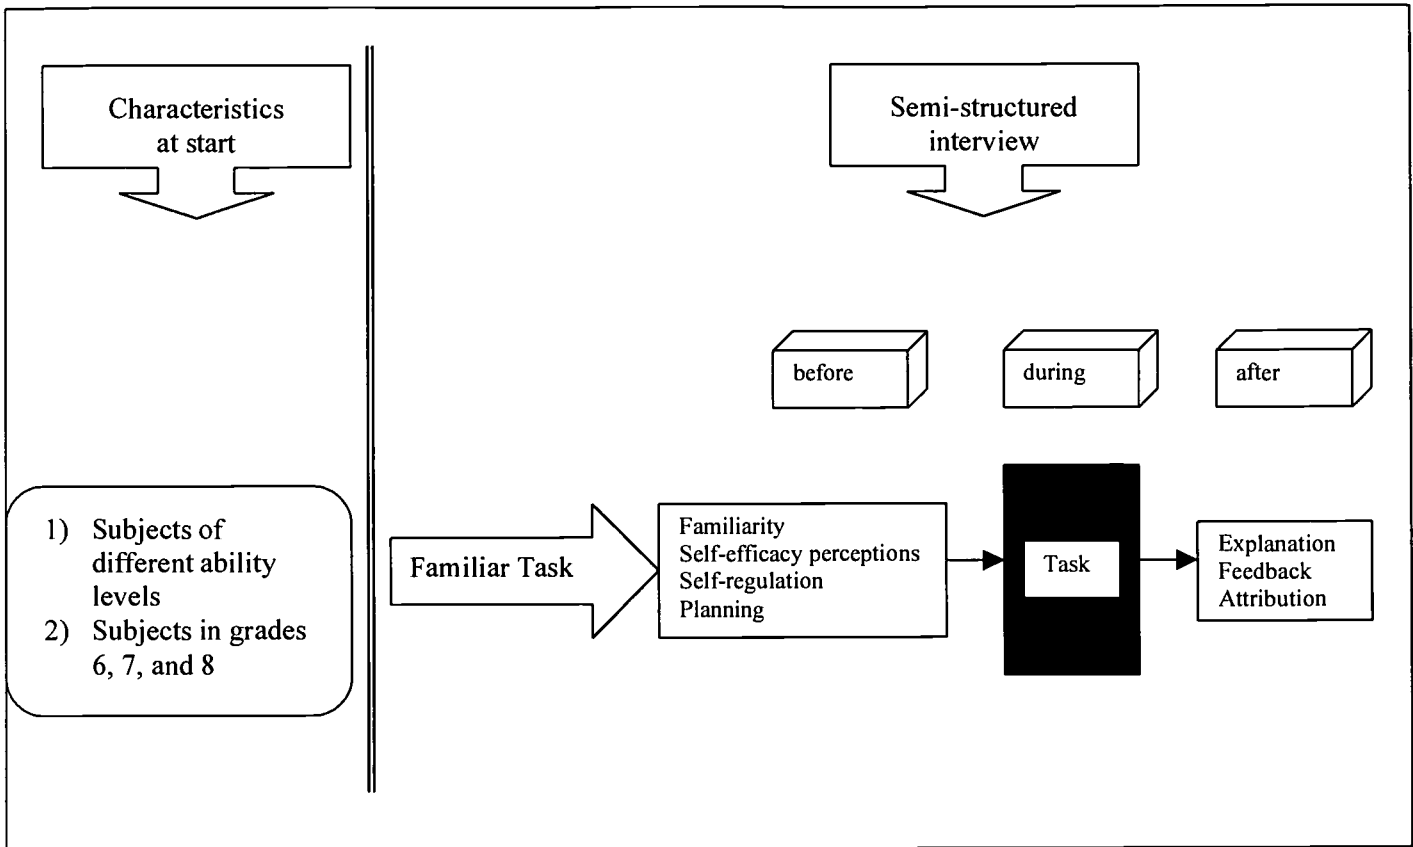 Characteristics
at start
Semi-structured
interview
before
during
after
1) Subjects of
different ability
levels
2) Subjects in grades
6, 7, and 8
Familiar Task
Familiarity
Self-efficacy perceptions
Self-regulation
Planning
Task
Explanation
Feedback
Attribution